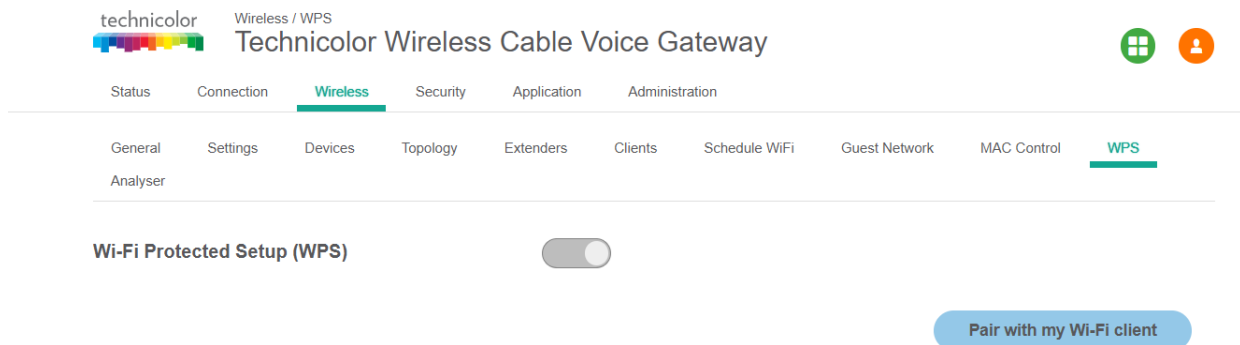 technicolor
Wireless / WPS
Technicolor Wireless Cable Voice Gateway
Status Connection Wireless Security Application Administration
General Settings Devices Topology Extenders Clients Schedule WiFi Guest Network MAC Control WPS
Analyser
Wi-Fi Protected Setup (WPS)
Pair with my Wi-Fi client